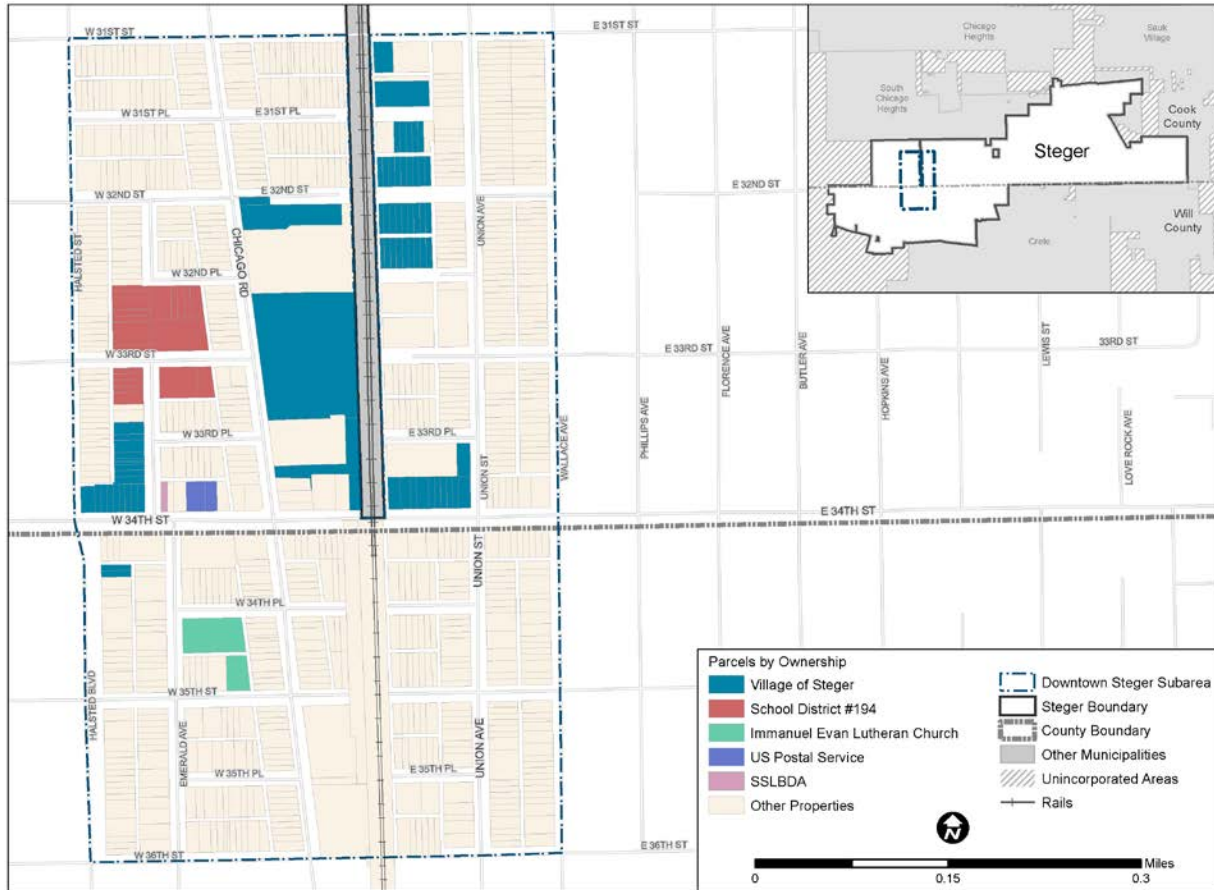 W 31ST ST
E 31ST ST
W 31ST PL
E 31ST PL
W 32ND ST
E 32ND ST
E 32ND ST
HALSTED ST
CHICAGO RD
UNION AVE
W 32ND PL
W 33RD ST
E 33RD ST
33RD ST
FLORENCE AVE
BUTLER AVE
HOPKINS AVE
LEWIS ST
PHILLIPS AVE
WALLACE AVE
LOVE ROCK AVE
W 33RD PL
E 33RD PL
UNION ST
W 34TH ST
E 34TH ST
UNION ST
W 34TH PL
HALSTED BLVD
W 35TH ST
EMERALD AVE
UNION AVE
W 35TH PL
E 35TH PL
W 36TH ST
E 36TH ST
Chicago
Heights
Sauk
Village
South
Chicago
Heights
Cook
County
Steger
Will
County
Crete
Parcels by Ownership
Village of Steger
School District #194
Immanuel Evan Lutheran Church
US Postal Service
SSLBDA
Other Properties
Downtown Steger Subarea
Steger Boundary
County Boundary
Other Municipalities
Unincorporated Areas
Rails
N
Miles
0 0.15 0.3